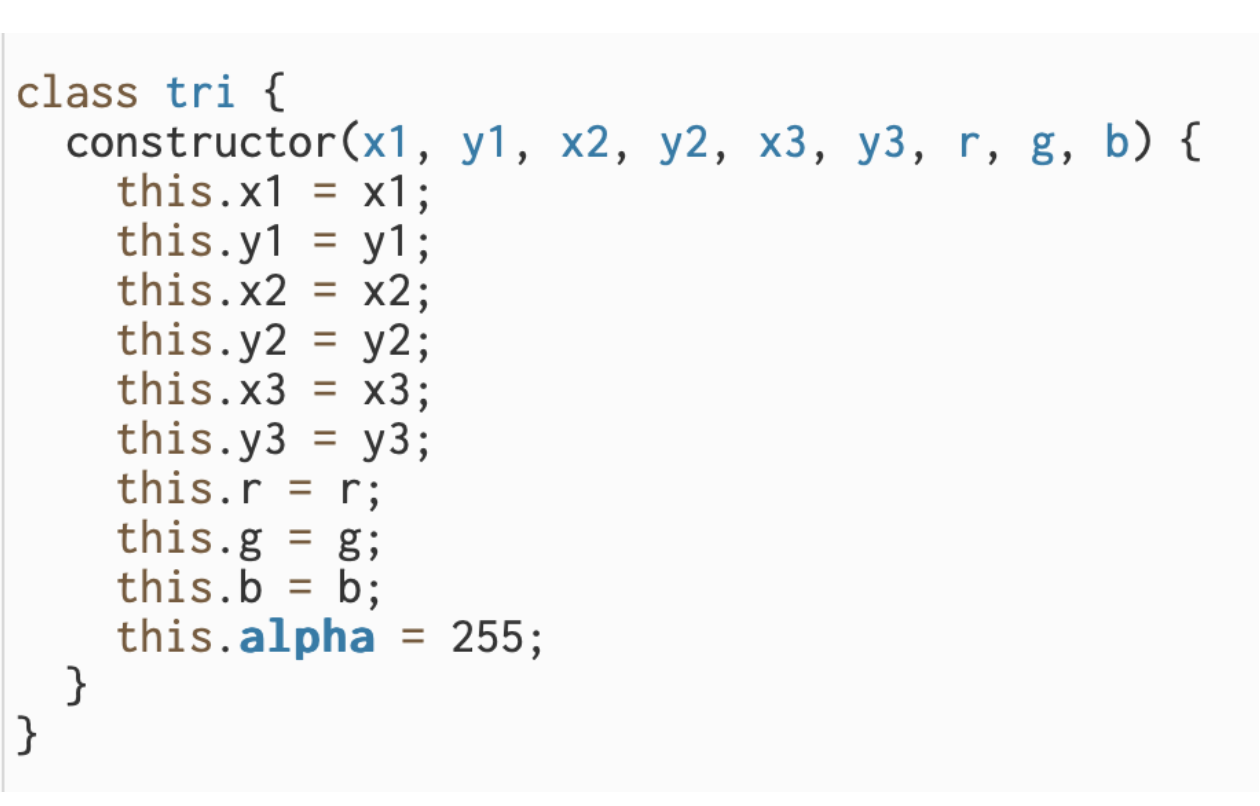 class tri {
  constructor(x1, y1, x2, y2, x3, y3, r, g, b) {
    this.x1 = x1;
    this.y1 = y1;
    this.x2 = x2;
    this.y2 = y2;
    this.x3 = x3;
    this.y3 = y3;
    this.r = r;
    this.g = g;
    this.b = b;
    this.alpha = 255;
  }
}